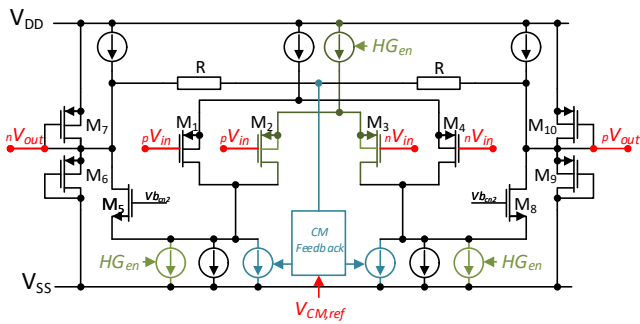 VDD
HGen
R
R
M7
M1
M2
M3
M4
M10
nVout
pVin
pVin
nVin
nVin
pVout
M6
M9
M5
vbcn2
vbcn2
M8
CM
Feedback
HGen
HGen
VSS
VCM,ref